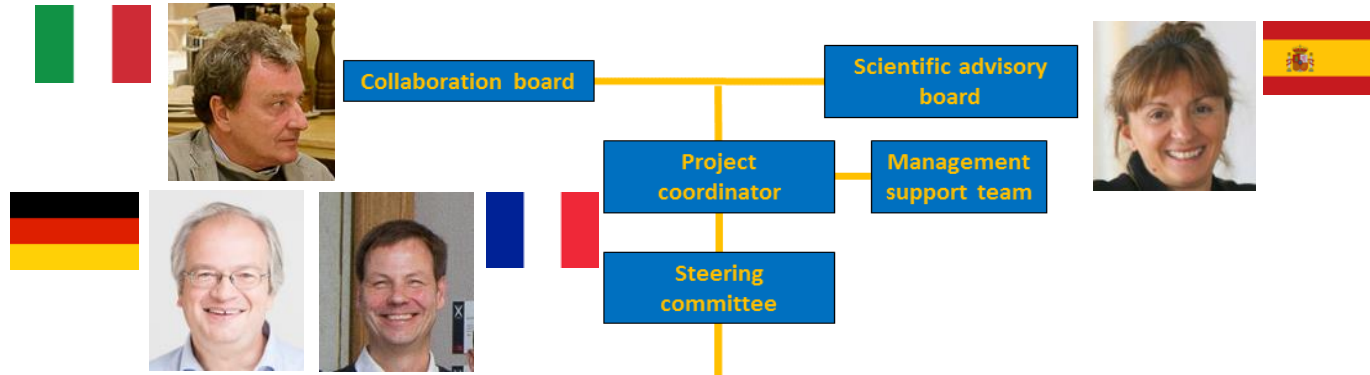 Collaboration board
Scientific advisory
board
Project
coordinator
Management
support team
Steering
committee